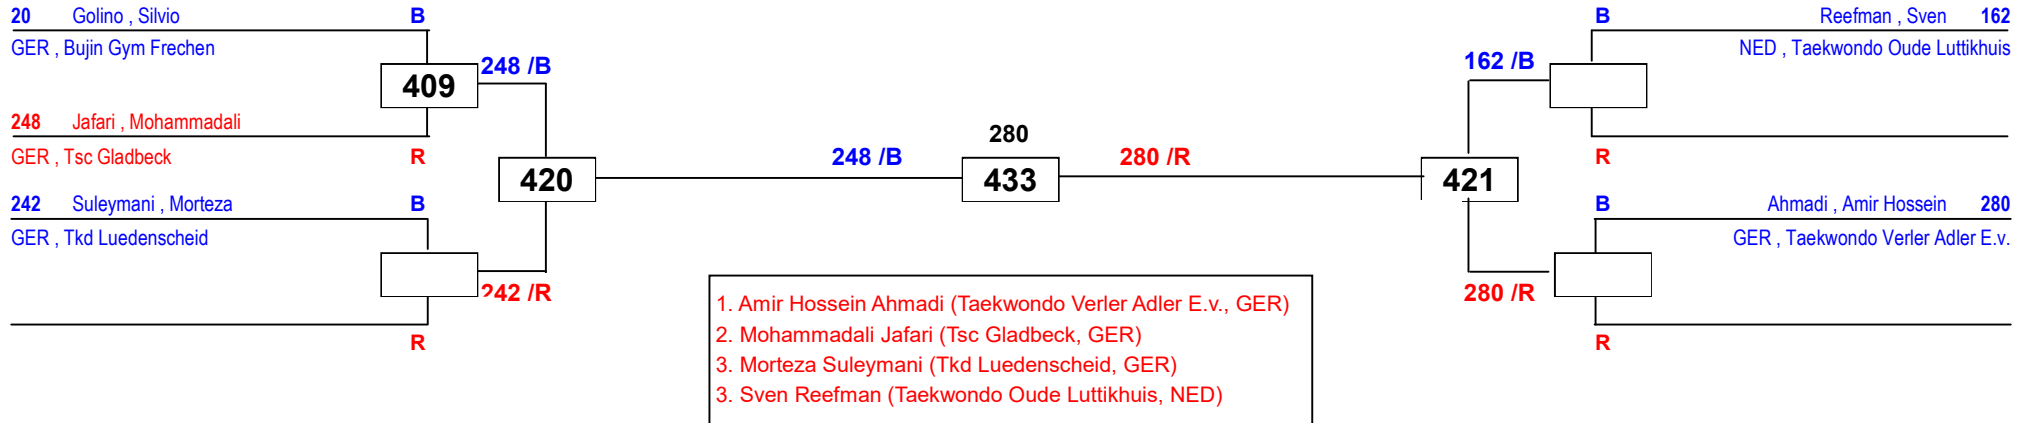 20 Golino , Silvio B
GER , Bujin Gym Frechen
409
248 /B
248 Jafari , Mohammadali
GER , Tsc Gladbeck R
420
242 Suleymani , Morteza B
GER , Tkd Luedenscheid
242 /R
R
248 /B
280
433
280 /R
B Reefman , Sven 162
NED , Taekwondo Oude Luttikhuis
162 /B
R
421
B Ahmadi , Amir Hossein 280
GER , Taekwondo Verler Adler E.v.
280 /R
R
1. Amir Hossein Ahmadi (Taekwondo Verler Adler E.v., GER)
2. Mohammadali Jafari (Tsc Gladbeck, GER)
3. Morteza Suleymani (Tkd Luedenscheid, GER)
3. Sven Reefman (Taekwondo Oude Luttikhuis, NED)